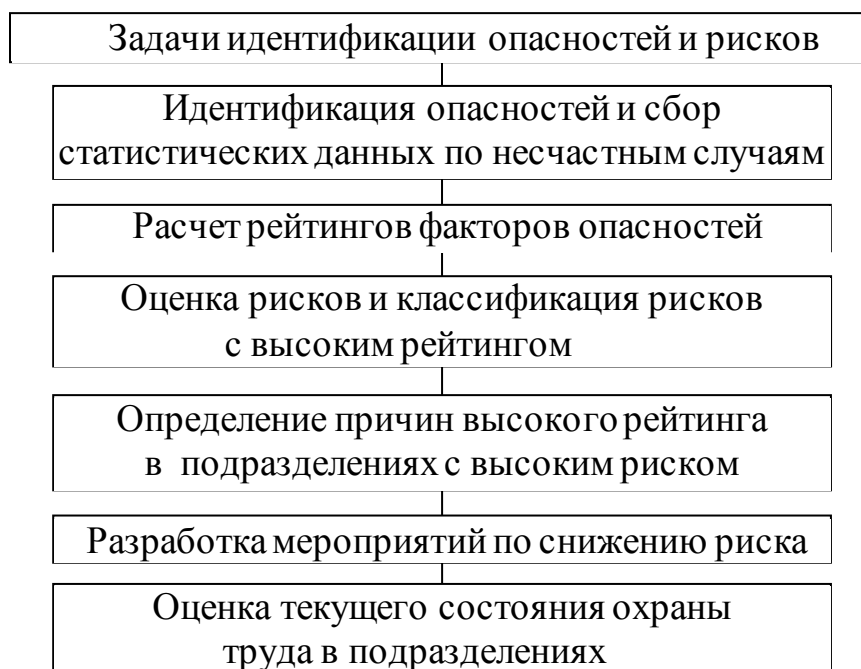 Задачи идентификации опасностей и рисков
Идентификация опасностей и сбор
статистических данных по несчастным случаям
Расчет рейтингов факторов опасностей
Оценка рисков и классификация рисков
с высоким рейтингом
Определение причин высокого рейтинга
в подразделениях с высоким риском
Разработка мероприятий по снижению риска
Оценка текущего состояния охраны
труда в подразделениях